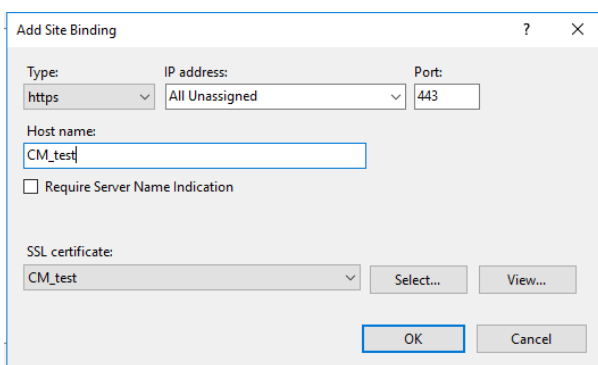 Add Site Binding ? X
Type: IP address: Port:
https All Unassigned 443
Host name:
CM_test
Require Server Name Indication
SSL certificate:
CM_test Select... View...
OK Cancel